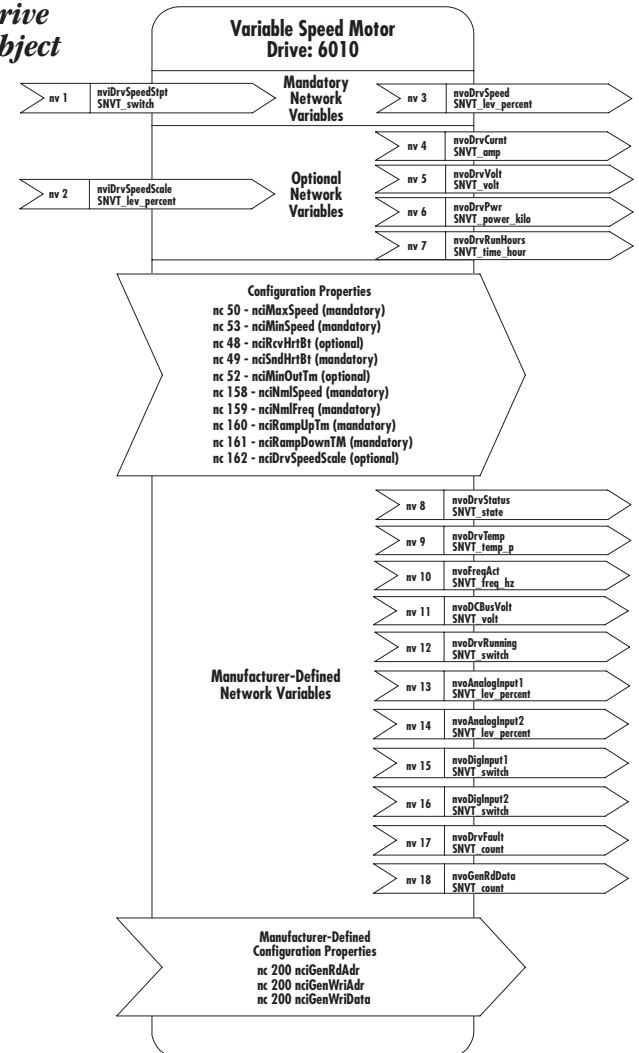 rive
bject
Variable Speed Motor
Drive: 6010
Mandatory
Network
Variables
nv 1
nviDrvSpeedStpt
SNVT_switch
nv 3
nvoDrvSpeed
SNVT_lev_percent
nv 4
nvoDrvCurnt
SNVT_amp
Optional
Network
Variables
nv 2
nviDrvSpeedScale
SNVT_lev_percent
nv 5
nvoDrvVolt
SNVT_volt
nv 6
nvoDrvPwr
SNVT_power_kilo
nv 7
nvoDrvRunHours
SNVT_time_hour
Configuration Properties
nc 50 - nciMaxSpeed (mandatory)
nc 53 - nciMinSpeed (mandatory)
nc 48 - nciRcvHrtBt (optional)
nc 49 - nciSndHrtBt (mandatory)
nc 52 - nciMinOutTm (optional)
nc 158 - nciNmlSpeed (mandatory)
nc 159 - nciNmlFreq (mandatory)
nc 160 - nciRampUpTm (mandatory)
nc 161 - nciRampDownTM (mandatory)
nc 162 - nciDrvSpeedScale (optional)
Manufacturer-Defined
Network Variables
nv 8
nvoDrvStatus
SNVT_state
nv 9
nvoDrvTemp
SNVT_temp_p
nv 10
nvoFreqAct
SNVT_freq_hz
nv 11
nvoDCBusVolt
SNVT_volt
nv 12
nvoDrvRunning
SNVT_switch
nv 13
nvoAnalogInput1
SNVT_lev_percent
nv 14
nvoAnalogInput2
SNVT_lev_percent
nv 15
nvoDigInput1
SNVT_switch
nv 16
nvoDigInput2
SNVT_switch
nv 17
nvoDrvFault
SNVT_count
nv 18
nvoGenRdData
SNVT_count
Manufacturer-Defined
Configuration Properties
nc 200 nciGenRdAdr
nc 200 nciGenWriAdr
nc 200 nciGenWriData